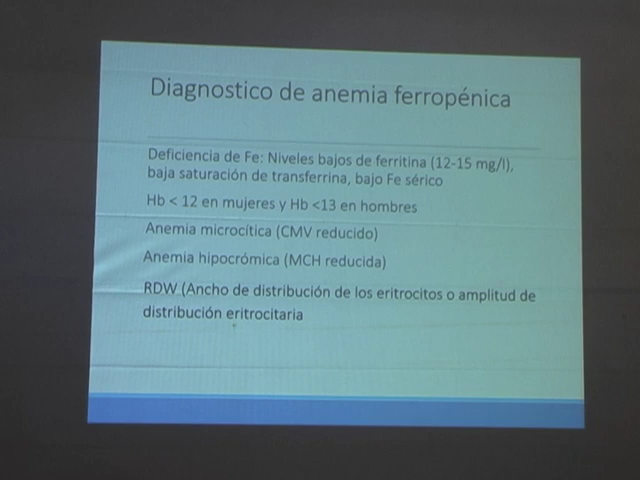 Diagnostico de anemia ferropénica
Deficiencia de Fe: Niveles bajos de ferritina (12-15 mg/l),
baja saturación de transferrina, bajo Fe sérico
Hb < 12 en mujeres y Hb <13 en hombres
Anemia microcítica (CMV reducido)
Anemia hipocrómica (MCH reducida)
RDW (Ancho de distribución de los eritrocitos o amplitud de
distribución eritrocitaria